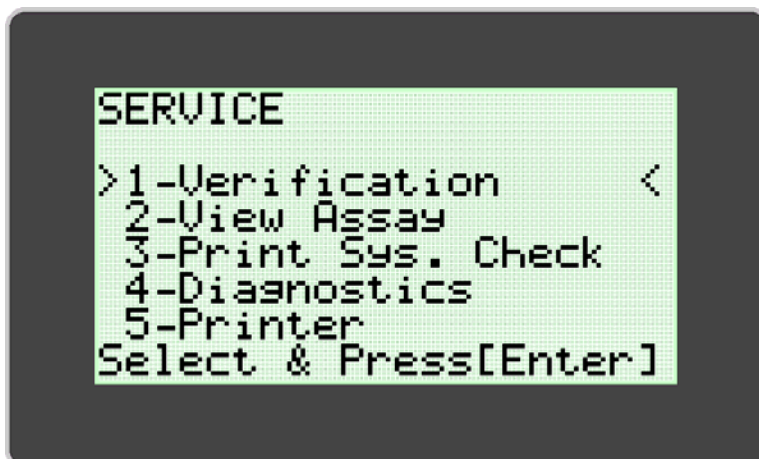 SERVICE
>1-Verification <
2-View Assay
3-Print Sys. Check
4-Diagnostics
5-Printer
Select & Press[Enter]